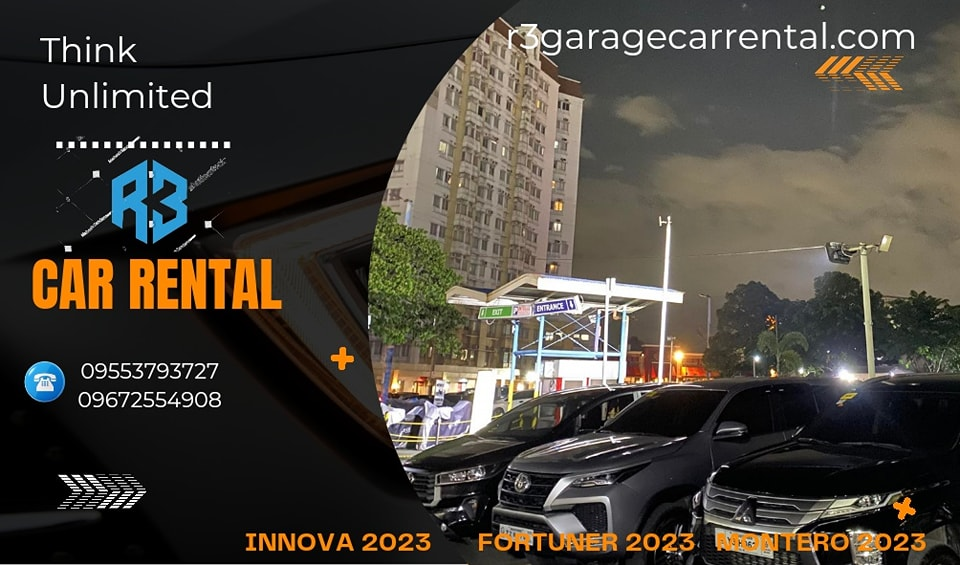 Think
Unlimited
r3garagecarrental.com
R3
CAR RENTAL
09553793727
09672554908
EXIT
ENTRANCE
INNOVA 2023
FORTUNER 2023
MONTERO 2023